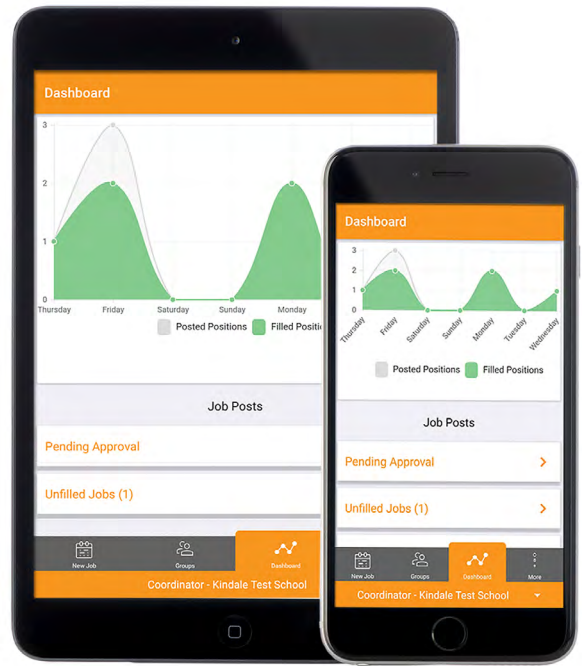 Dashboard
3
2
1
0
Thursday Friday Saturday Sunday Monday
Posted Positions Filled
Job Posts
Pending Approval
Unfilled Jobs (1)
New Job Groups Dashboard
Coordinator - Kindale Test School
Dashboard
3
2
1
0
Thursday Friday Saturday Sunday Monday Tuesday Wednesday
Posted Positions Filled Positions
Job Posts
Pending Approval
Unfilled Jobs (1)
New Job Groups Dashboard More
Coordinator - Kindale Test School